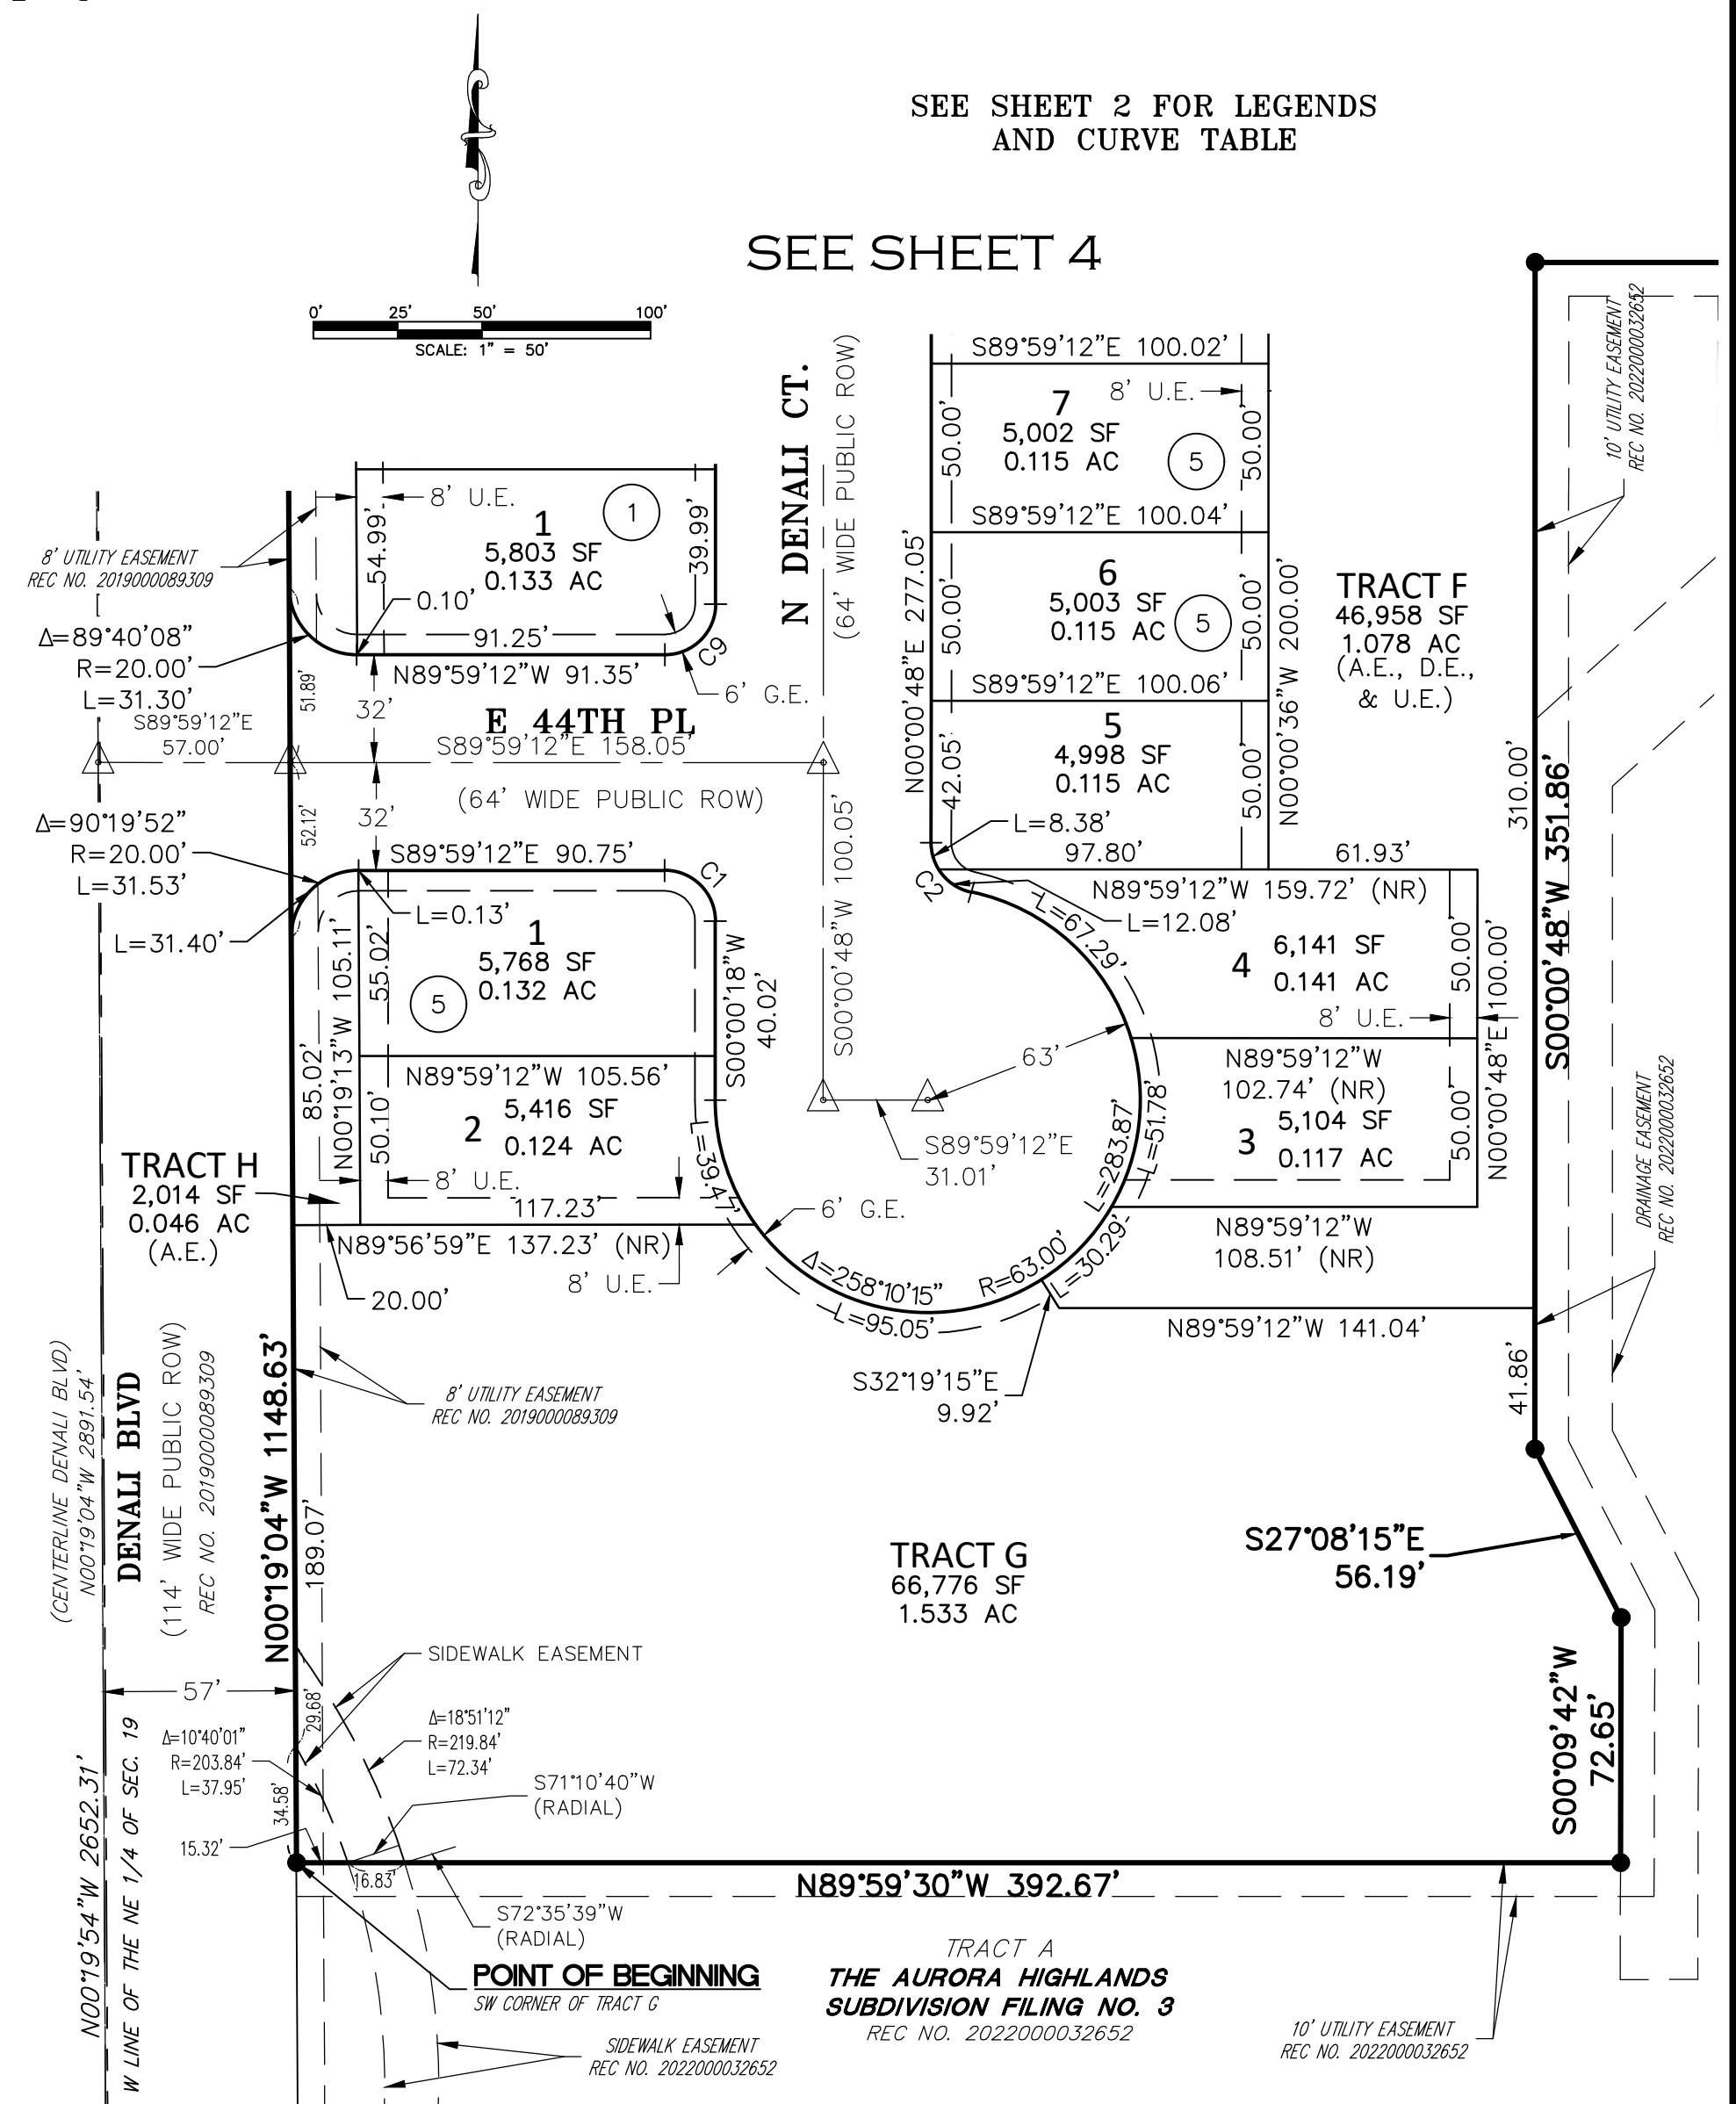 SEE SHEET 2 FOR LEGENDS
AND CURVE TABLE
SEE SHEET 4
0' 25' 50' 100'
SCALE: 1" = 50'
N DENALI CT.
(64' WIDE PUBLIC ROW)
S89°59'12"E 100.02'
8' U.E.
7
5,002 SF
0.115 AC
5
50.00'
50.00'
S89°59'12"E 100.04'
6
5,003 SF
0.115 AC
5
50.00'
50.00'
S89°59'12"E 100.06'
5
4,998 SF
0.115 AC
42.05'
50.00'
N00°00'48"E 277.05'
N00°00'36"W 200.00'
L=8.38'
97.80'
61.93'
C2
N89°59'12"W 159.72' (NR)
L=12.08'
L=67.29'
4
6,141 SF
0.141 AC
8' U.E.
50.00'
N00°00'48"E 100.00'
N89°59'12"W
102.74' (NR)
3
5,104 SF
0.117 AC
50.00'
N89°59'12"W
108.51' (NR)
N89°59'12"W 141.04'
TRACT F
46,958 SF
1.078 AC
(A.E., D.E.,
& U.E.)
10' UTILITY EASEMENT
REC NO. 2022000032652
310.00'
S00°00'48"W 351.86'
DRAINAGE EASEMENT
REC NO. 2022000032652
41.86'
S27°08'15"E
56.19'
S00°09'42"W
72.65'
8' U.E.
1
1
5,803 SF
0.133 AC
54.99'
39.99'
0.10'
91.25'
N89°59'12"W 91.35'
C9
6' G.E.
8' UTILITY EASEMENT
REC NO. 2019000089309
Δ=89°40'08"
R=20.00'
L=31.30'
S89°59'12"E
57.00'
51.89'
32'
E 44TH PL
S89°59'12"E 158.05'
(64' WIDE PUBLIC ROW)
52.12'
32'
Δ=90°19'52"
R=20.00'
L=31.53'
L=31.40'
S89°59'12"E 90.75'
C1
L=0.13'
1
5,768 SF
0.132 AC
5
55.02'
N00°19'13"W 105.11'
85.02'
S00°00'18"W
40.02'
S00°00'48"W 100.05'
N89°59'12"W 105.56'
2
5,416 SF
0.124 AC
50.10'
8' U.E.
117.23'
N89°56'59"E 137.23' (NR)
8' U.E.
20.00'
L=39.47'
63'
S89°59'12"E
31.01'
6' G.E.
L=283.87'
L=51.78'
Δ=258°10'15"
R=63.00'
L=30.29'
L=95.05'
S32°19'15"E
9.92'
TRACT H
2,014 SF
0.046 AC
(A.E.)
(CENTERLINE DENALI BLVD)
N00°19'04"W 2891.54'
DENALI BLVD
(114' WIDE PUBLIC ROW)
REC NO. 2019000089309
N00°19'04"W 1148.63'
189.07'
8' UTILITY EASEMENT
REC NO. 2019000089309
TRACT G
66,776 SF
1.533 AC
SIDEWALK EASEMENT
57'
29.68'
Δ=10°40'01"
R=203.84'
L=37.95'
Δ=18°51'12"
R=219.84'
L=72.34'
34.58'
15.32'
S71°10'40"W
(RADIAL)
16.83'
S72°35'39"W
(RADIAL)
N89°59'30"W 392.67'
N00°19'54"W 2652.31'
W LINE OF THE NE 1/4 OF SEC. 19
POINT OF BEGINNING
SW CORNER OF TRACT G
SIDEWALK EASEMENT
REC NO. 2022000032652
TRACT A
THE AURORA HIGHLANDS
SUBDIVISION FILING NO. 3
REC NO. 2022000032652
10' UTILITY EASEMENT
REC NO. 2022000032652